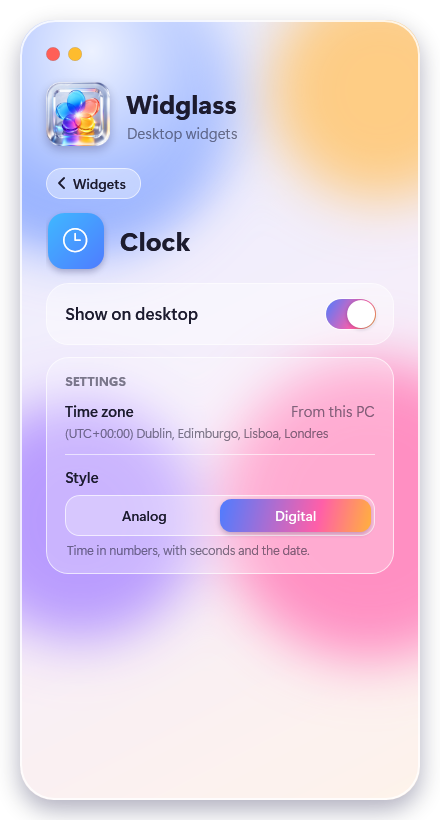 Widglass
Desktop widgets
Widgets
Clock
Show on desktop
SETTINGS
Time zone From this PC
(UTC+00:00) Dublín, Edimburgo, Lisboa, Londres
Style
Analog Digital
Time in numbers, with seconds and the date.